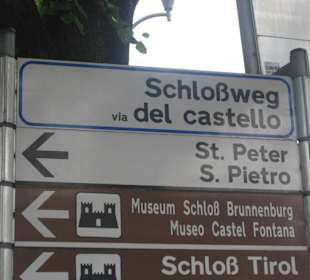 Schloßweg
via del castello
St. Peter
S. Pietro
Museum Schloß Brunnenburg
Museo Castel Fontana
Schloß Tirol